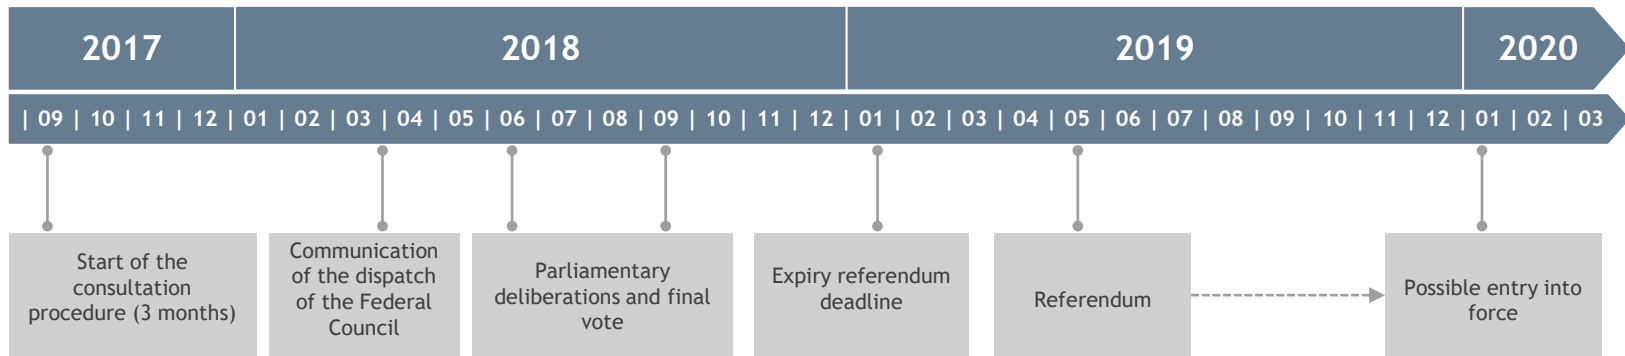 2017 2018 2019 2020
| 09 | 10 | 11 | 12 | 01 | 02 | 03 | 04 | 05 | 06 | 07 | 08 | 09 | 10 | 11 | 12 | 01 | 02 | 03 | 04 | 05 | 06 | 07 | 08 | 09 | 10 | 11 | 12 | 01 | 02 | 03
Start of the
consultation
procedure (3 months)
Communication
of the dispatch
of the Federal
Council
Parliamentary
deliberations and final
vote
Expiry referendum
deadline
Referendum
Possible entry into
force